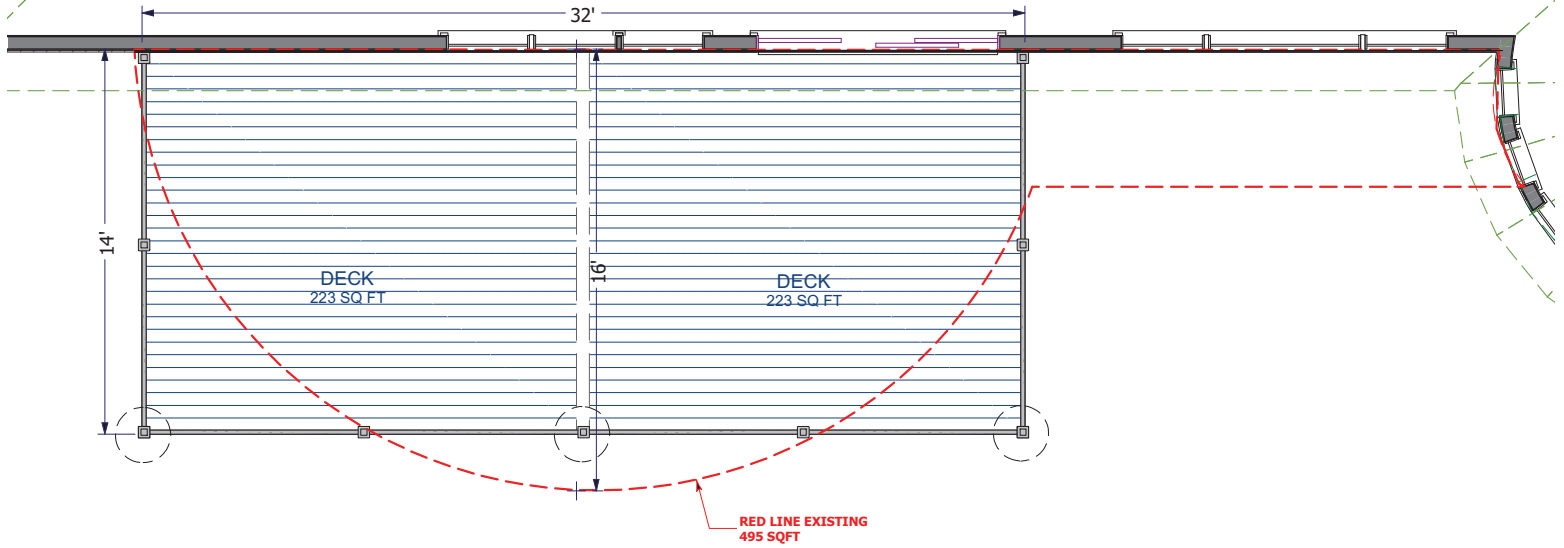 32'
14'
16'
DECK
223 SQ FT
DECK
223 SQ FT
RED LINE EXISTING
495 SQFT